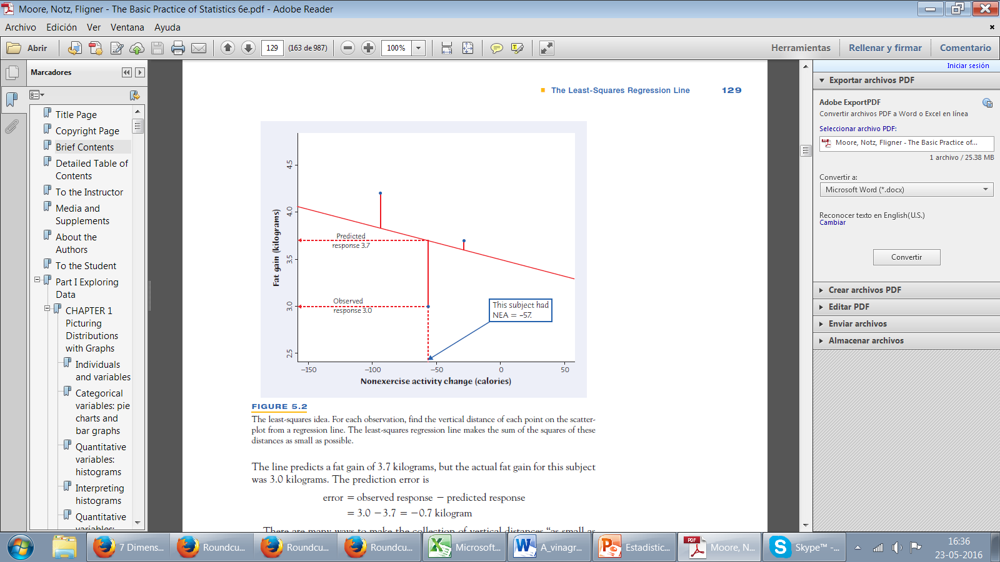 Moore, Notz, Fligner - The Basic Practice of Statistics 6e.pdf - Adobe Reader
Archivo Edición Ver Ventana Ayuda
Abrir 129 (163 de 987) 100% Herramientas Rellenar y firmar Comentario
Marcadores
Title Page
Copyright Page
Brief Contents
Detailed Table of
Contents
To the Instructor
Media and
Supplements
About the
Authors
To the Student
Part I Exploring
Data
CHAPTER 1
Picturing
Distributions
with Graphs
Individuals
and variables
Categorical
variables: pie
charts and
bar graphs
Quantitative
variables:
histograms
Interpreting
histograms
Quantitative
variables:
The Least-Squares Regression Line 129
Fat gain (kilograms)
4.5
4.0
3.5
3.0
2.5
Predicted
response 3.7
Observed
response 3.0
This subject had
NEA = –57.
–150 –100 –50 0 50
Nonexercise activity change (calories)
FIGURE 5.2
The least-squares idea. For each observation, find the vertical distance of each point on the scatter-
plot from a regression line. The least-squares regression line makes the sum of the squares of these
distances as small as possible.
The line predicts a fat gain of 3.7 kilograms, but the actual fat gain for this subject
was 3.0 kilograms. The prediction error is
error = observed response − predicted response
= 3.0 − 3.7 = −0.7 kilogram
There are many ways to make the collection of vertical distances “as small as
Iniciar sesión
Exportar archivos PDF
Adobe ExportPDF
Convertir archivos PDF a Word o Excel en línea
Seleccionar archivo PDF:
Moore, Notz, Fligner - The Basic Practice of...
1 archivo / 25.38 MB
Convertir a:
Microsoft Word (*.docx)
Reconocer texto en English(U.S.)
Cambiar
Convertir
Crear archivos PDF
Editar PDF
Enviar archivos
Almacenar archivos
7 Dimens... Roundcu... Roundcu... Roundcu... Microsoft... A_vinagr... Estadistic... PDF Moore, N... Skype™ -...
16:36
23-05-2016